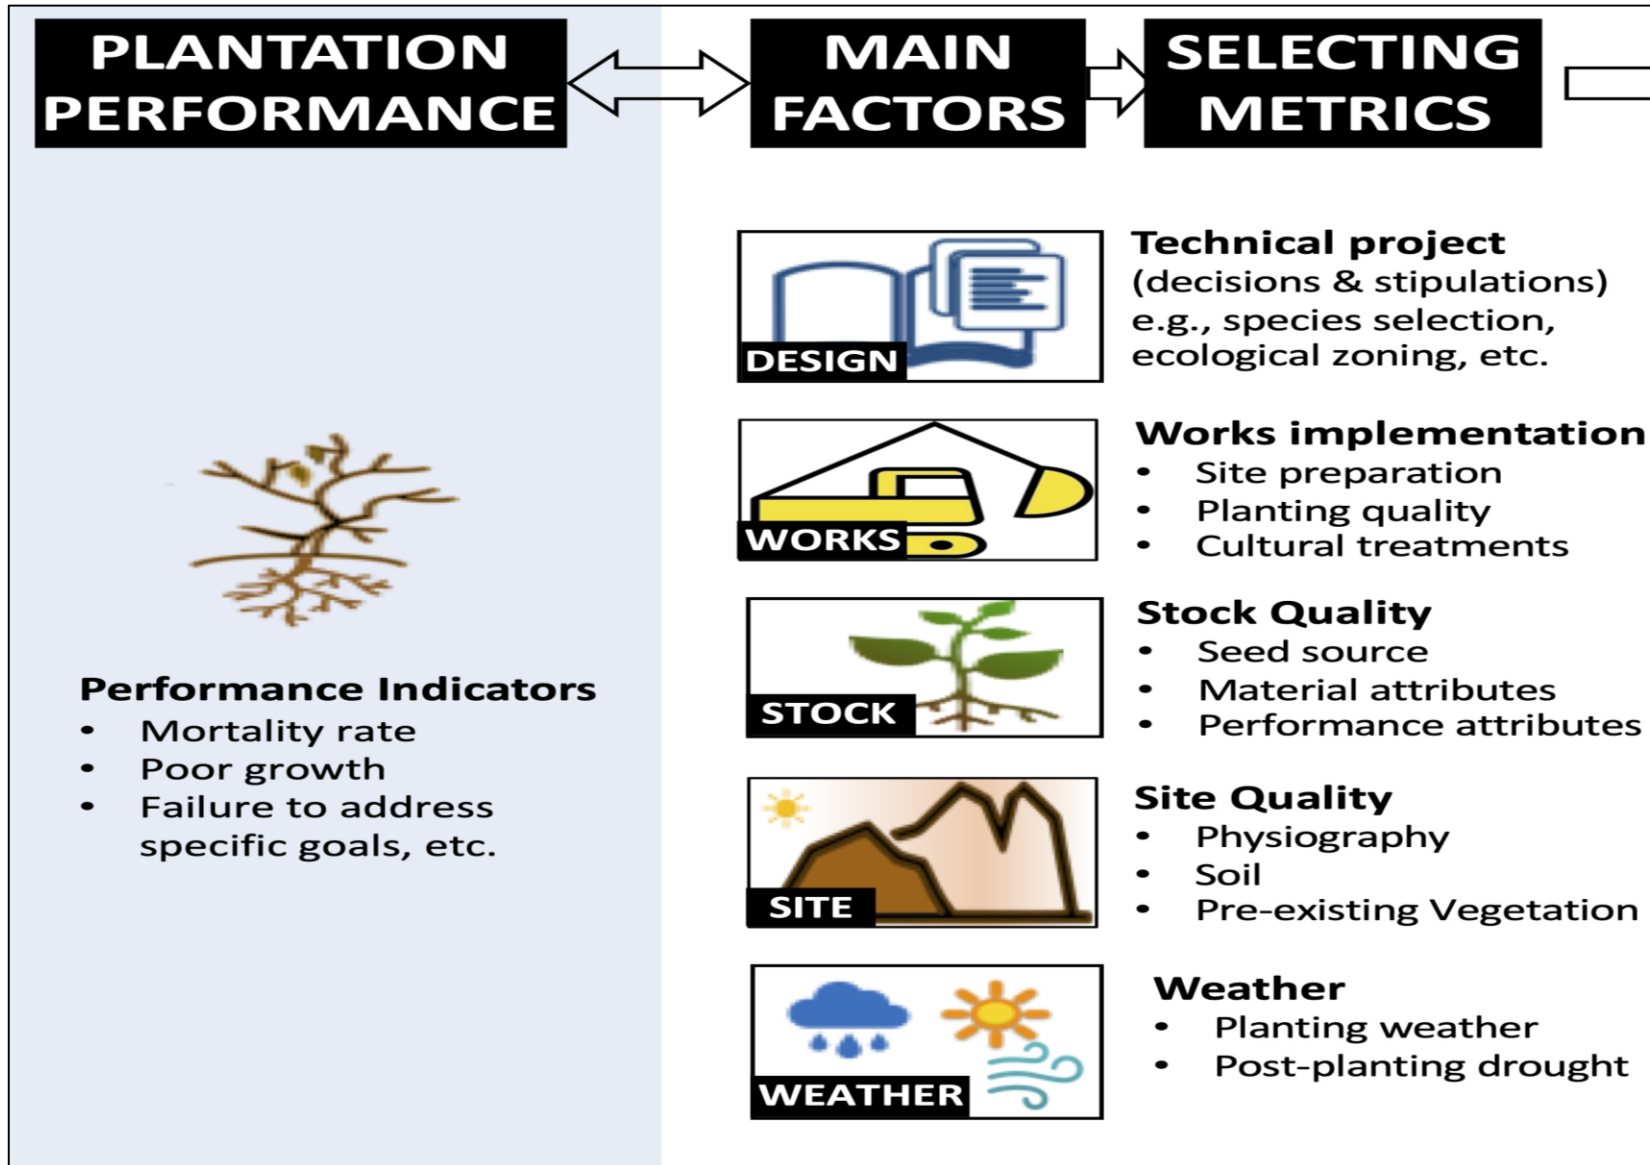 PLANTATION
PERFORMANCE
MAIN
FACTORS
SELECTING
METRICS
Performance Indicators
• Mortality rate
• Poor growth
• Failure to address
specific goals, etc.
DESIGN
Technical project
(decisions & stipulations)
e.g., species selection,
ecological zoning, etc.
WORKS
Works implementation
• Site preparation
• Planting quality
• Cultural treatments
STOCK
Stock Quality
• Seed source
• Material attributes
• Performance attributes
SITE
Site Quality
• Physiography
• Soil
• Pre-existing Vegetation
WEATHER
Weather
• Planting weather
• Post-planting drought